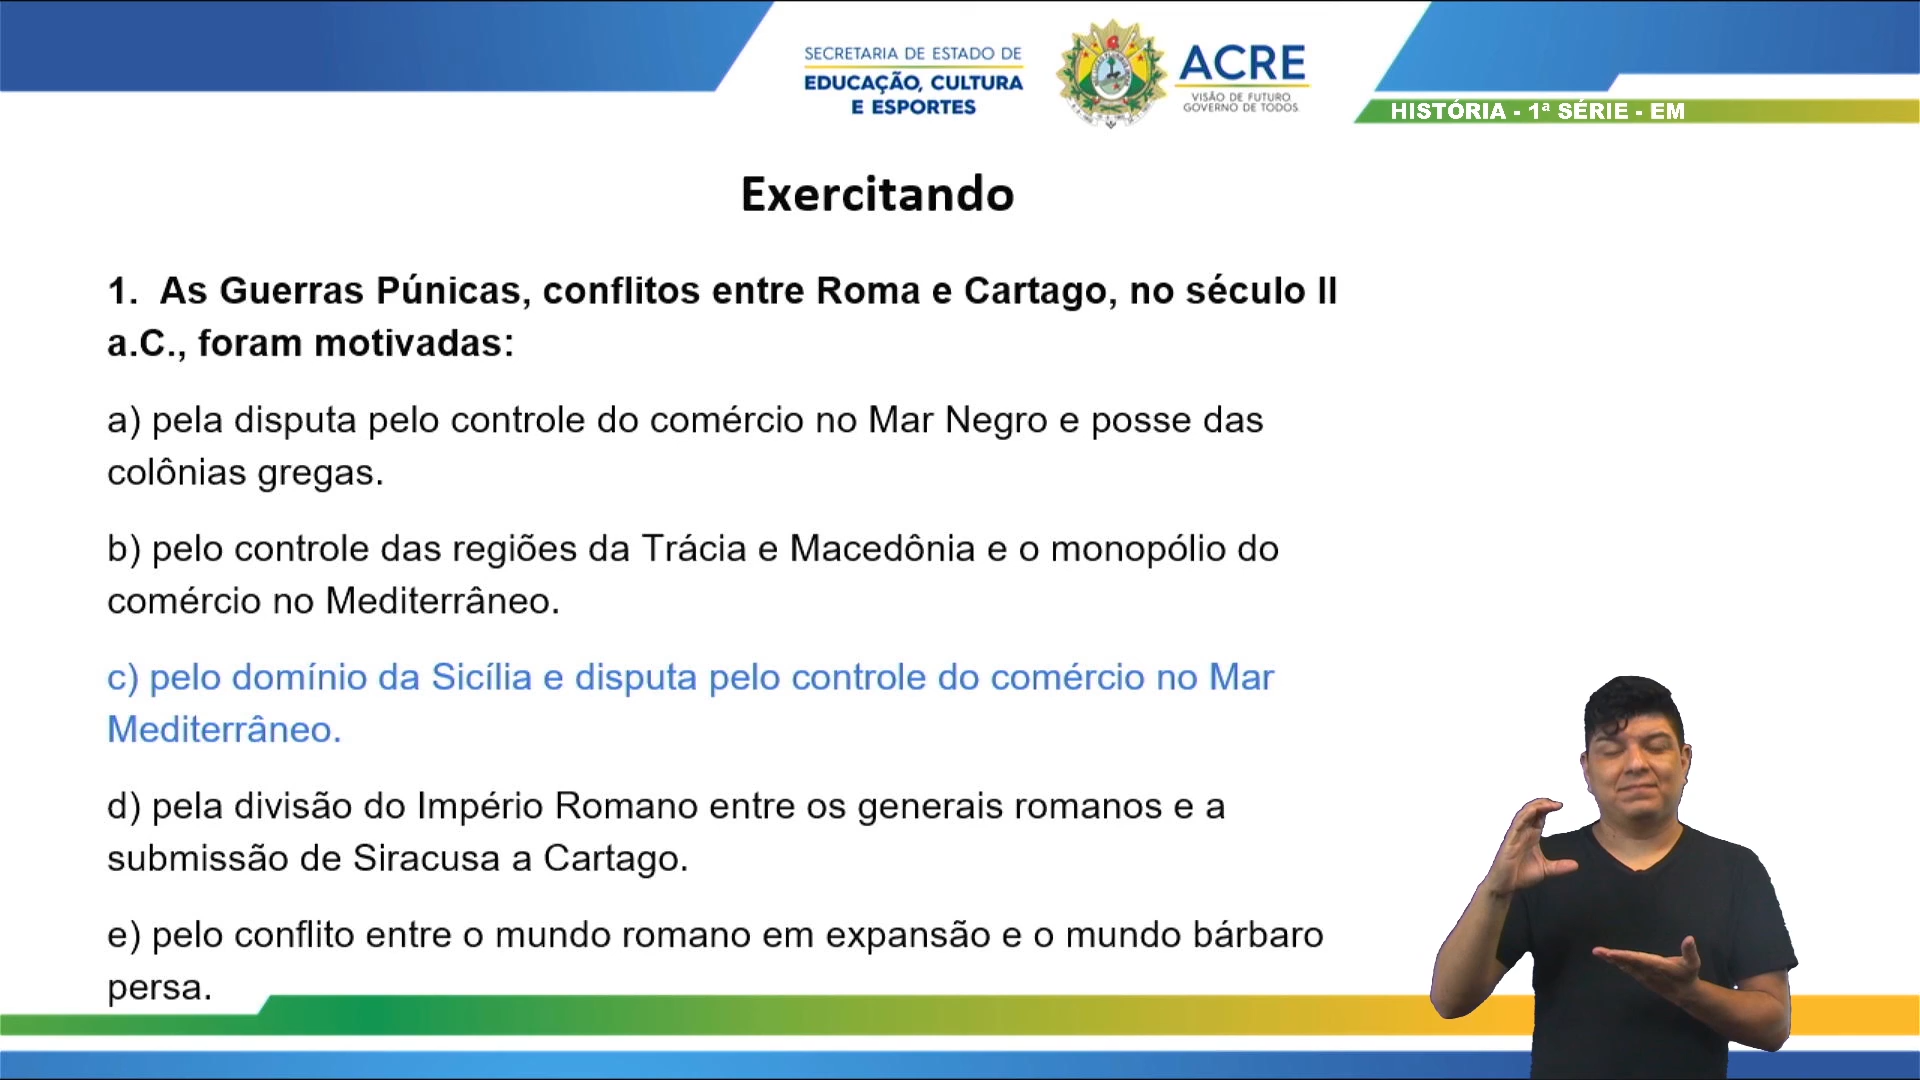 SECRETARIA DE ESTADO DE
EDUCAÇÃO, CULTURA
E ESPORTES
ACRE
VISÃO DE FUTURO
GOVERNO DE TODOS
HISTÓRIA - 1ª SÉRIE - EM
Exercitando
1. As Guerras Púnicas, conflitos entre Roma e Cartago, no século II
a.C., foram motivadas:
a) pela disputa pelo controle do comércio no Mar Negro e posse das
colônias gregas.
b) pelo controle das regiões da Trácia e Macedônia e o monopólio do
comércio no Mediterrâneo.
c) pelo domínio da Sicília e disputa pelo controle do comércio no Mar
Mediterrâneo.
d) pela divisão do Império Romano entre os generais romanos e a
submissão de Siracusa a Cartago.
e) pelo conflito entre o mundo romano em expansão e o mundo bárbaro
persa.